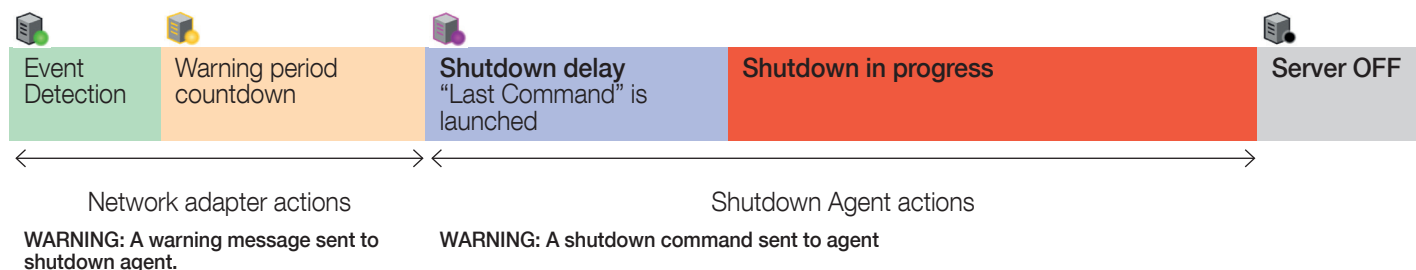 Event
Detection
Warning period
countdown
Shutdown delay
“Last Command” is
launched
Shutdown in progress
Server OFF
Network adapter actions
Shutdown Agent actions
WARNING: A warning message sent to
shutdown agent.
WARNING: A shutdown command sent to agent